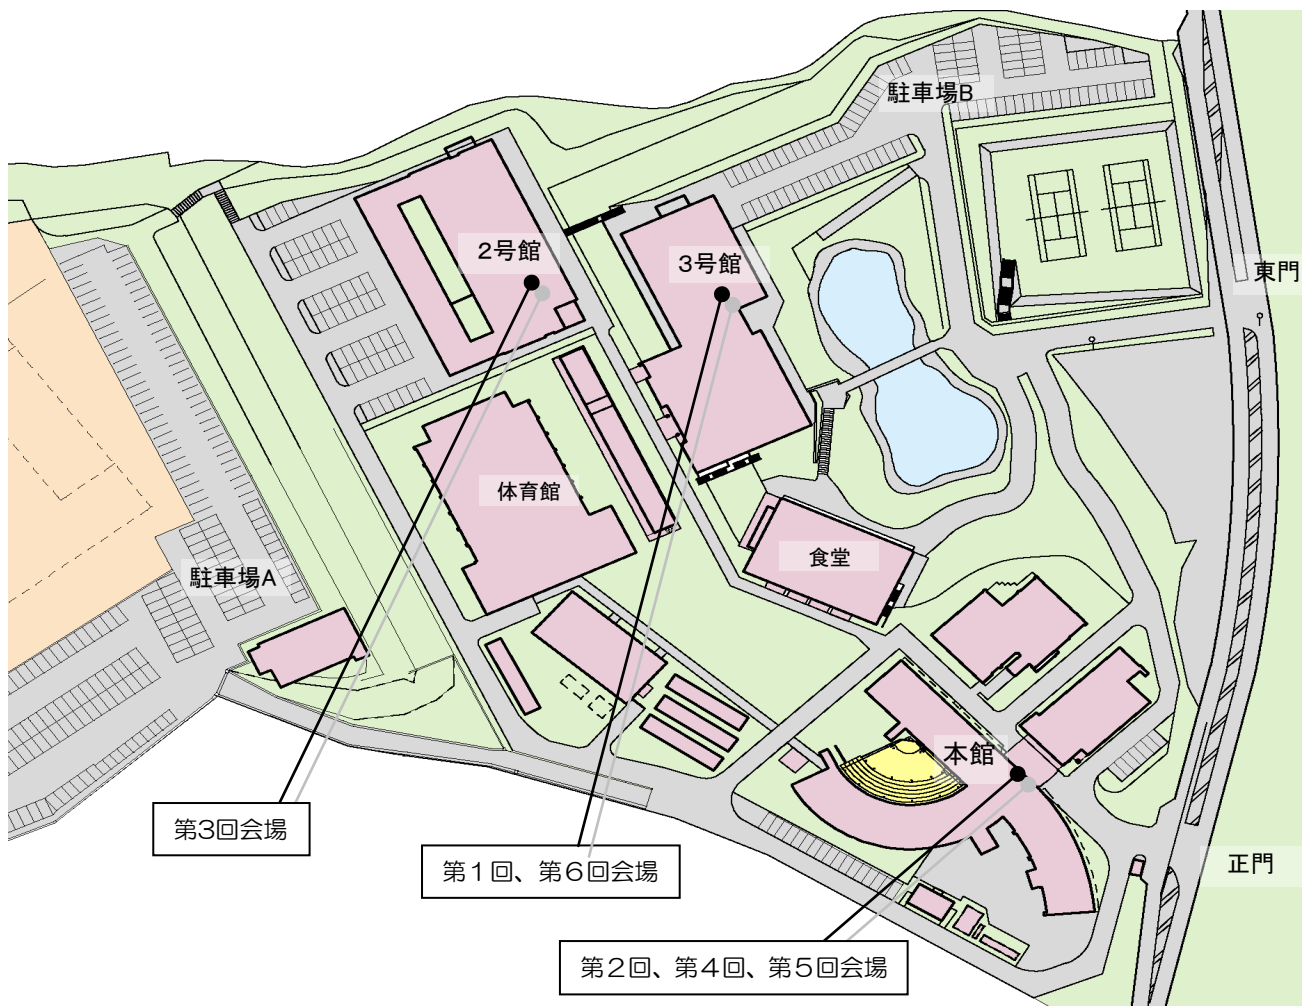 駐車場B
2号館
3号館
東門
体育館
食堂
駐車場A
本館
第3回会場
第1回、第6回会場
正門
第2回、第4回、第5回会場